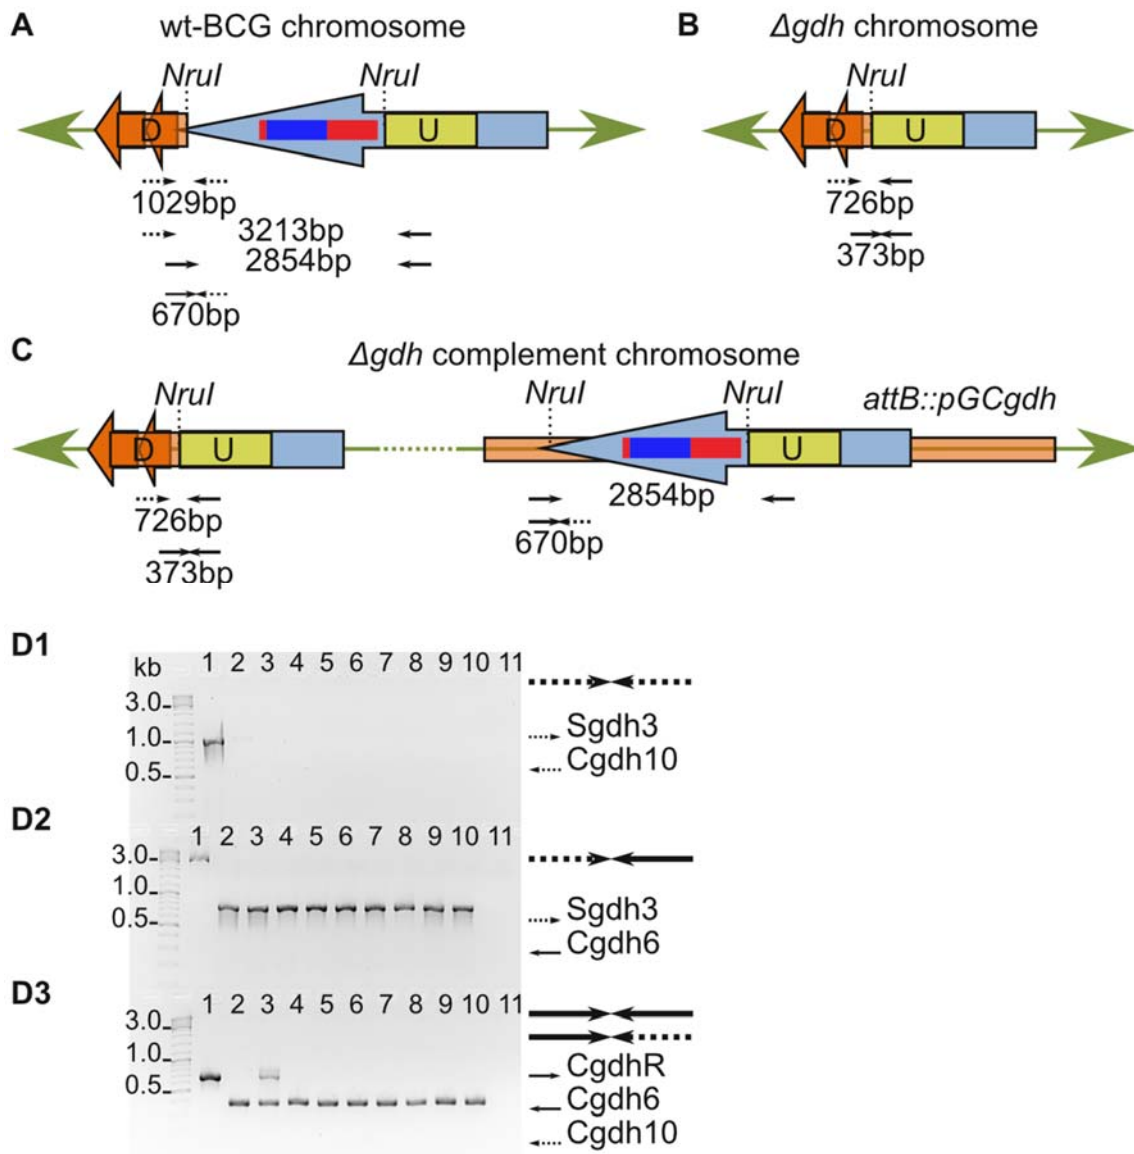 A wt-BCG chromosome
B Δgdh chromosome
NruI NruI
NruI
D U
D U
1029bp
3213bp
2854bp
670bp
726bp
373bp
C Δgdh complement chromosome
NruI NruI NruI attB::pGCgdh
D U U
726bp
373bp
2854bp
670bp
D1
kb 1 2 3 4 5 6 7 8 9 10 11
3.0
1.0
0.5
Sgdh3
Cgdh10
D2
1 2 3 4 5 6 7 8 9 10 11
3.0
1.0
0.5
Sgdh3
Cgdh6
D3
1 2 3 4 5 6 7 8 9 10 11
3.0
1.0
0.5
CgdhR
Cgdh6
Cgdh10